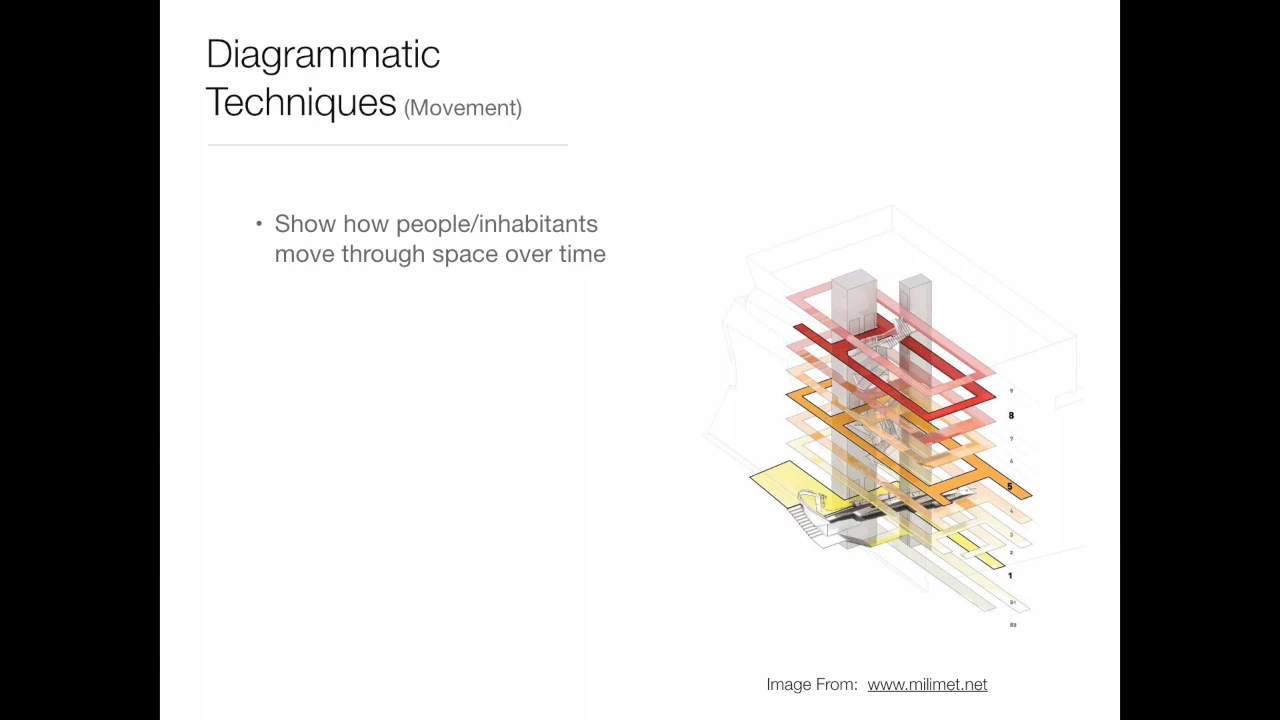 Diagrammatic
Techniques (Movement)
• Show how people/inhabitants
move through space over time
9
8
7
6
5
4
3
2
1
B1
B2
Image From: www.milimet.net